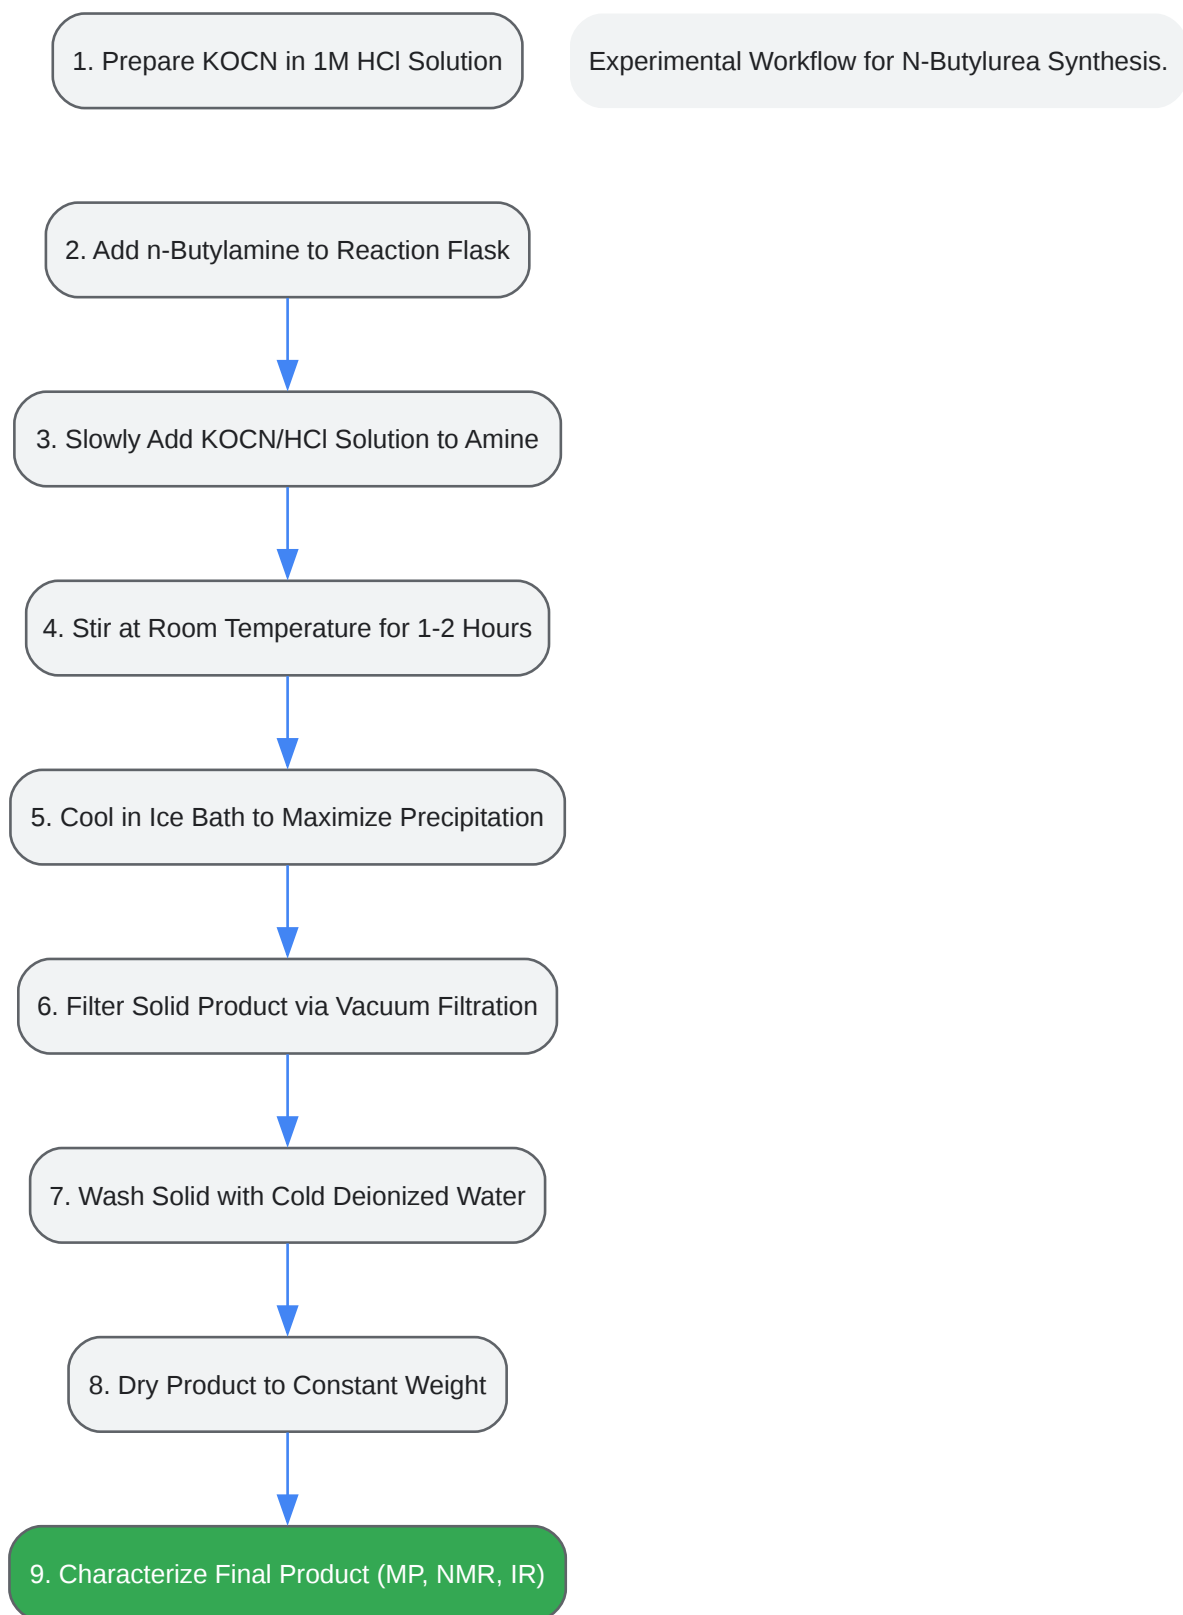 1. Prepare KOCN in 1M HCl Solution
Experimental Workflow for N-Butylurea Synthesis.
2. Add n-Butylamine to Reaction Flask
3. Slowly Add KOCN/HCl Solution to Amine
4. Stir at Room Temperature for 1-2 Hours
5. Cool in Ice Bath to Maximize Precipitation
6. Filter Solid Product via Vacuum Filtration
7. Wash Solid with Cold Deionized Water
8. Dry Product to Constant Weight
9. Characterize Final Product (MP, NMR, IR)